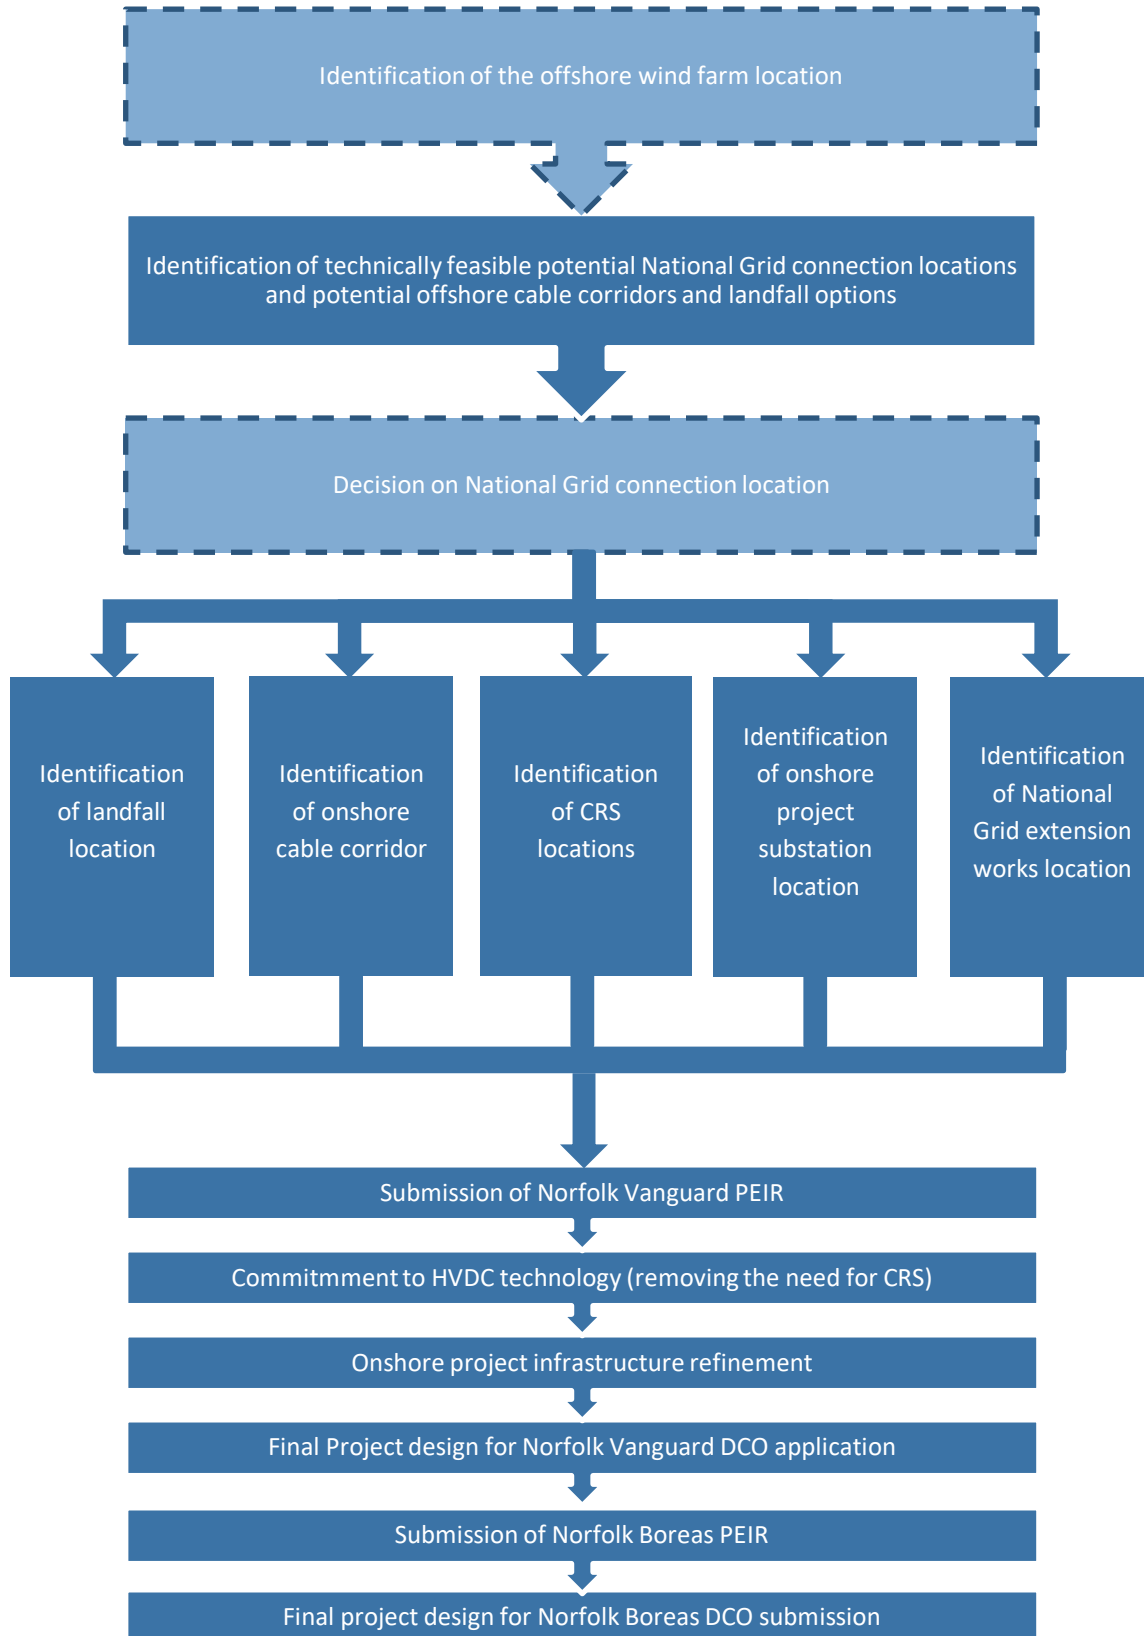 Identification of the offshore wind farm location
Identification of technically feasible potential National Grid connection locations
and potential offshore cable corridors and landfall options
Decision on National Grid connection location
Identification
of landfall
location
Identification
of onshore
cable corridor
Identification
of CRS
locations
Identification
of onshore
project
substation
location
Identification
of National
Grid extension
works location
Submission of Norfolk Vanguard PEIR
Commitmment to HVDC technology (removing the need for CRS)
Onshore project infrastructure refinement
Final Project design for Norfolk Vanguard DCO application
Submission of Norfolk Boreas PEIR
Final project design for Norfolk Boreas DCO submission